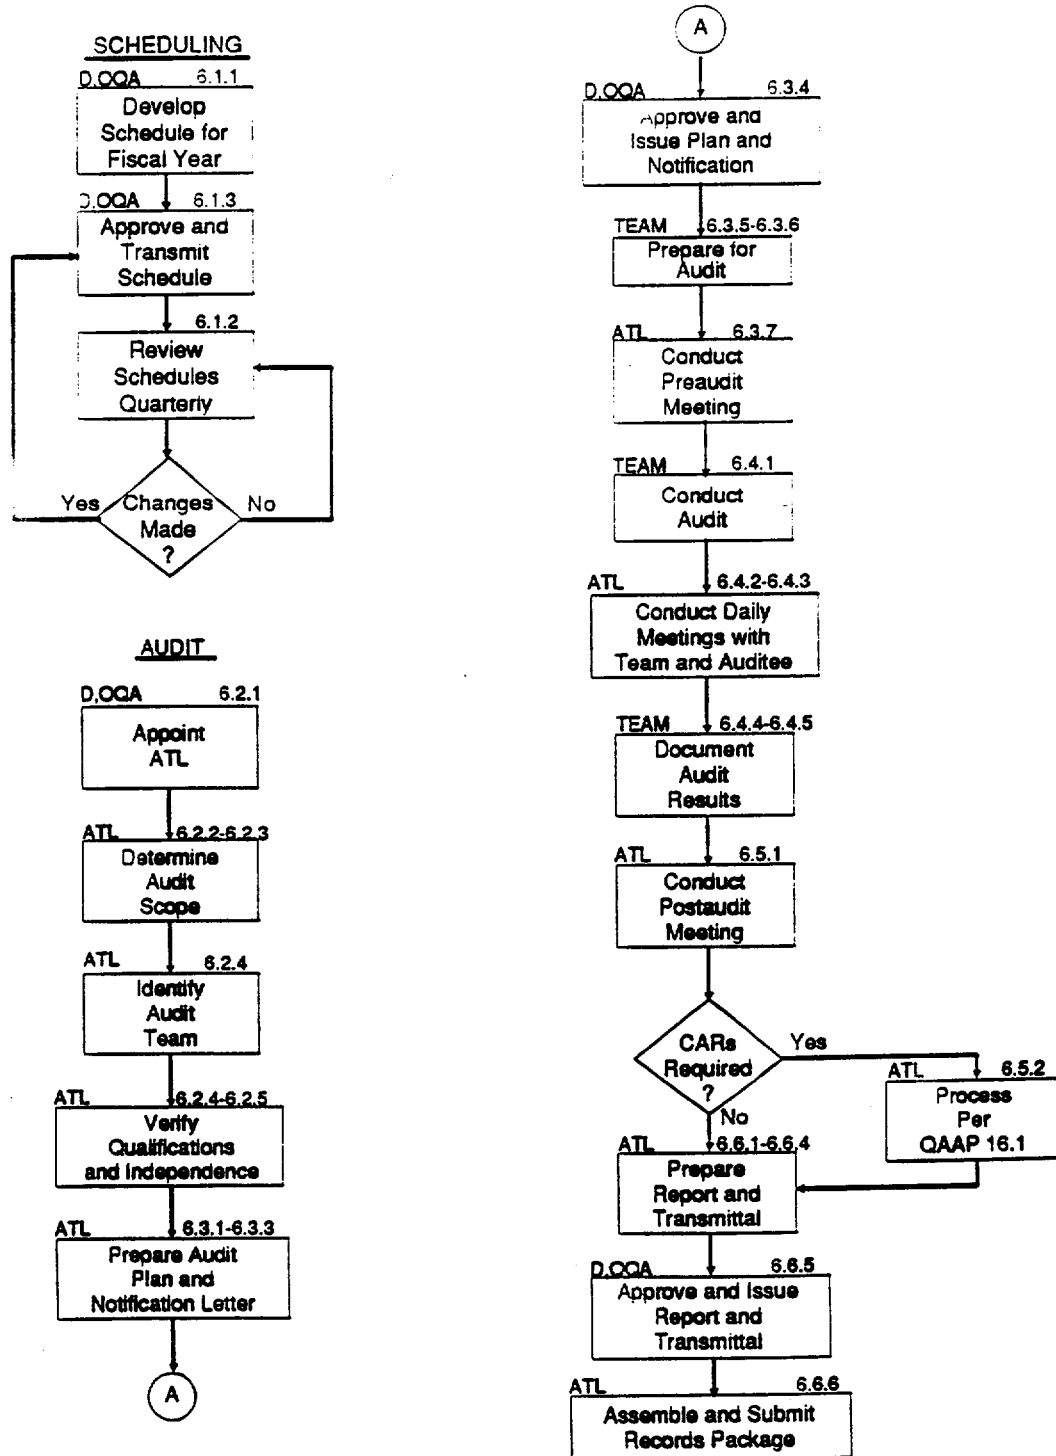 SCHEDULING
D,OQA 6.1.1
Develop
Schedule for
Fiscal Year
D,OQA 6.1.3
Approve and
Transmit
Schedule
6.1.2
Review
Schedules
Quarterly
Yes
Changes
Made
?
No
AUDIT
D,OQA 6.2.1
Appoint
ATL
ATL 6.2.2-6.2.3
Determine
Audit
Scope
ATL 6.2.4
Identify
Audit
Team
ATL 6.2.4-6.2.5
Verify
Qualifications
and Independence
ATL 6.3.1-6.3.3
Prepare Audit
Plan and
Notification Letter
A
A
D,OQA 6.3.4
Approve and
Issue Plan and
Notification
TEAM 6.3.5-6.3.6
Prepare for
Audit
ATL 6.3.7
Conduct
Preaudit
Meeting
TEAM 6.4.1
Conduct
Audit
ATL 6.4.2-6.4.3
Conduct Daily
Meetings with
Team and Auditee
TEAM 6.4.4-6.4.5
Document
Audit
Results
ATL 6.5.1
Conduct
Postaudit
Meeting
CARs
Required
?
Yes
No
ATL 6.5.2
Process
Per
QAAP 16.1
ATL 6.6.1-6.6.4
Prepare
Report and
Transmittal
D,OQA 6.6.5
Approve and Issue
Report and
Transmittal
ATL 6.6.6
Assemble and Submit
Records Package